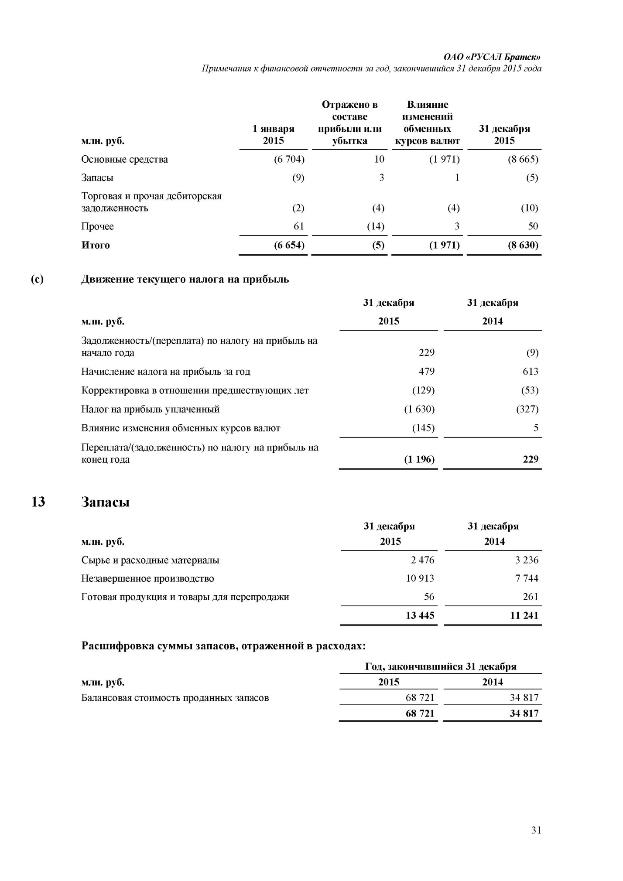 ОАО «РУСАЛ Братск»
Примечания к финансовой отчетности за год, закончившийся 31 декабря 2015 года
млн. руб. 1 января 2015 Отражено в составе прибыли или убытка Влияние изменений обменных курсов валют 31 декабря 2015
Основные средства (6 704) 10 (1 971) (8 665)
Запасы (9) 3 1 (5)
Торговая и прочая дебиторская
задолженность (2) (4) (4) (10)
Прочее 61 (14) 3 50
Итого (6 654) (5) (1 971) (8 630)
(c) Движение текущего налога на прибыль
31 декабря 31 декабря
млн. руб. 2015 2014
Задолженность/(переплата) по налогу на прибыль на
начало года 229 (9)
Начисление налога на прибыль за год 479 613
Корректировка в отношении предшествующих лет (129) (53)
Налог на прибыль уплаченный (1 630) (327)
Влияние изменения обменных курсов валют (145) 5
Переплата/(задолженность) по налогу на прибыль на
конец года (1 196) 229
13 Запасы
31 декабря 31 декабря
млн. руб. 2015 2014
Сырье и расходные материалы 2 476 3 236
Незавершенное производство 10 913 7 744
Готовая продукция и товары для перепродажи 56 261
13 445 11 241
Расшифровка суммы запасов, отраженной в расходах:
Год, закончившийся 31 декабря
млн. руб. 2015 2014
Балансовая стоимость проданных запасов 68 721 34 817
68 721 34 817
31